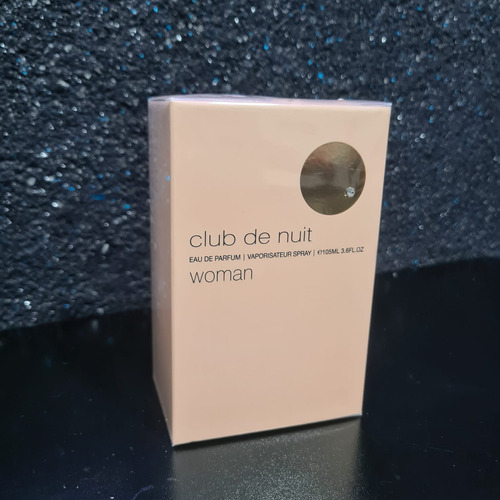 club de nuit
EAU DE PARFUM | VAPORISATEUR SPRAY | ℮105ML 3.6FL.OZ
woman